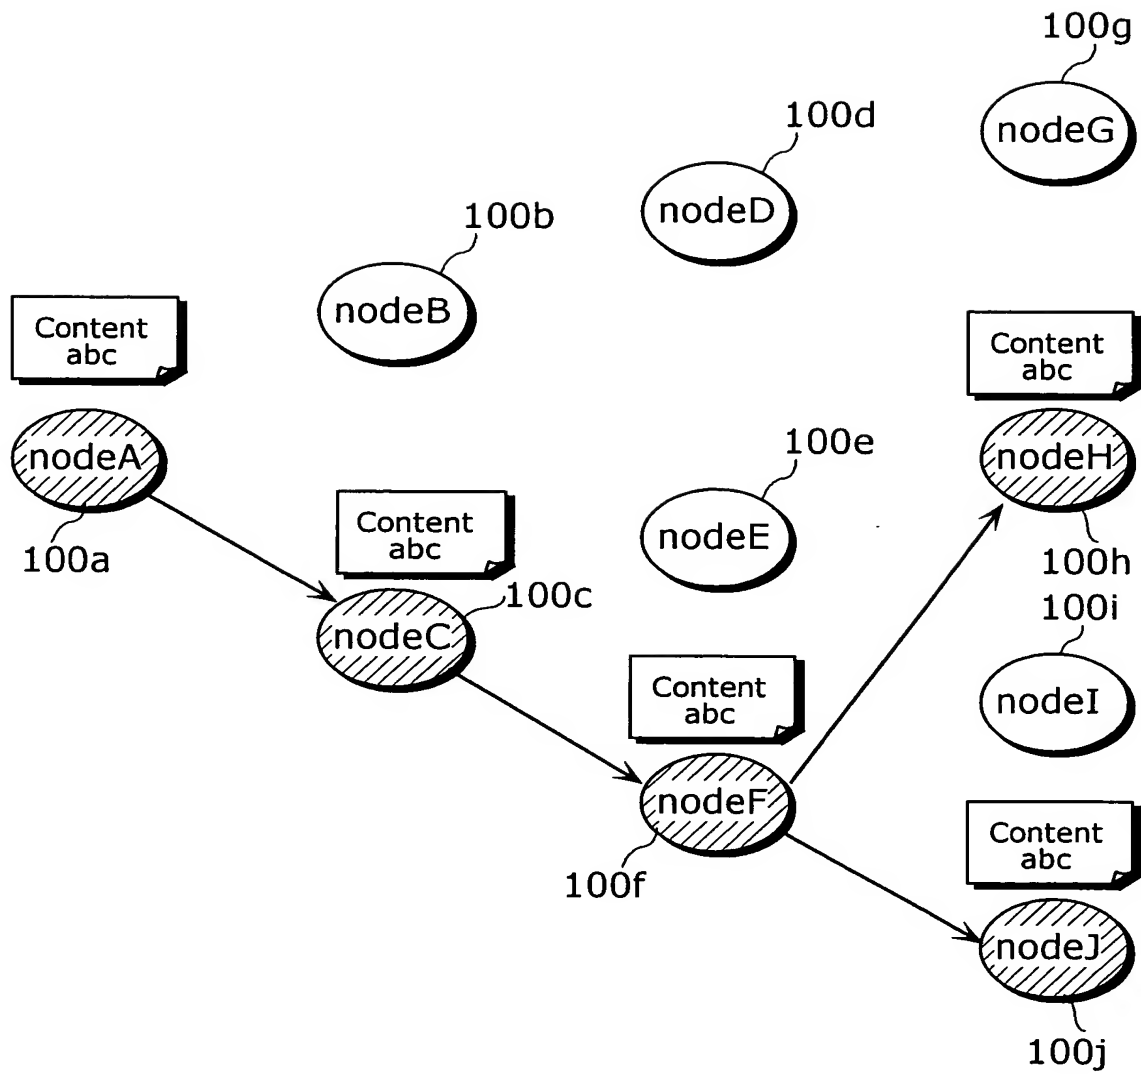 100g
nodeG
100d
nodeD
100b
nodeB
Content
abc
nodeA
100a
Content
abc
nodeH
100h
100e
nodeE
Content
abc
100c
nodeC
100i
nodeI
Content
abc
nodeF
100f
Content
abc
nodeJ
100j